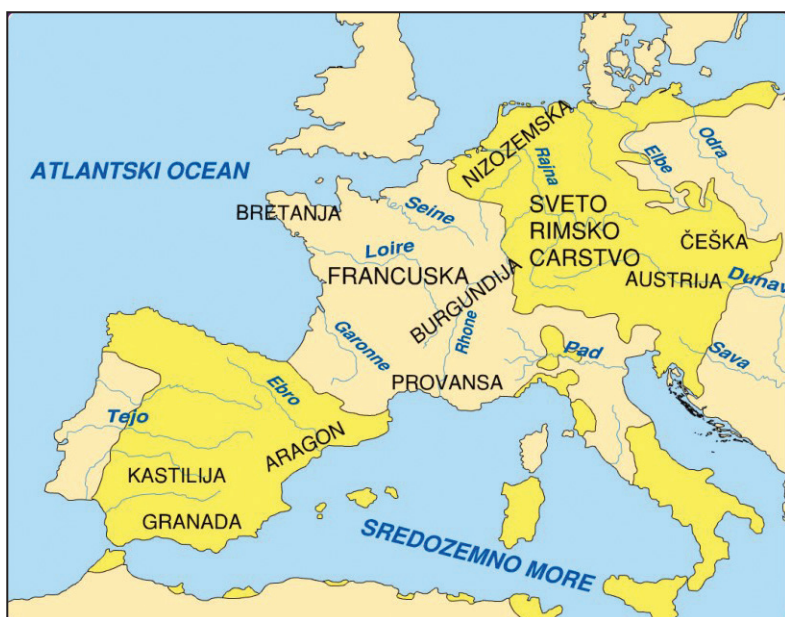 ATLANTSKI OCEAN
BRETANJA
Seine
Loire
FRANCUSKA
BURGUNDIJA
Garonne
Rhone
PROVANSA
NIZOZEMSKA
Rajna
Elbe
Odra
SVETO
RIMSKO
CARSTVO
ČEŠKA
AUSTRIJA
Dunav
Sava
Pad
Ebro
Tejo
ARAGON
KASTILIJA
GRANADA
SREDOZEMNO MORE